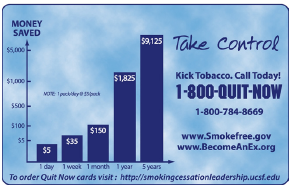 MONEY
SAVED
$5,000
$1,000
$500
$100
$5
NOTE: 1 pack/day @ $5/pack
$5
$35
$150
$1,825
$9,125
1 day
1 week
1 month
1 year
5 years
Take Control
Kick Tobacco. Call Today!
1-800-QUIT-NOW
1-800-784-8669
www.Smokefree.gov
www.BecomeAnEx.org
To order Quit Now cards visit : http://smokingcessationleadership.ucsf.edu